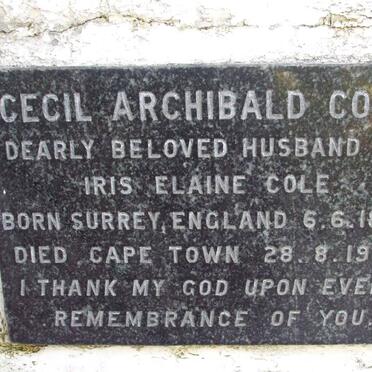 CECIL ARCHIBALD CO
DEARLY BELOVED HUSBAND
IRIS ELAINE COLE
BORN SURREY, ENGLAND 6.6.18
DIED CAPE TOWN 28.8.19
I THANK MY GOD UPON EVE
REMEMBRANCE OF YOU.